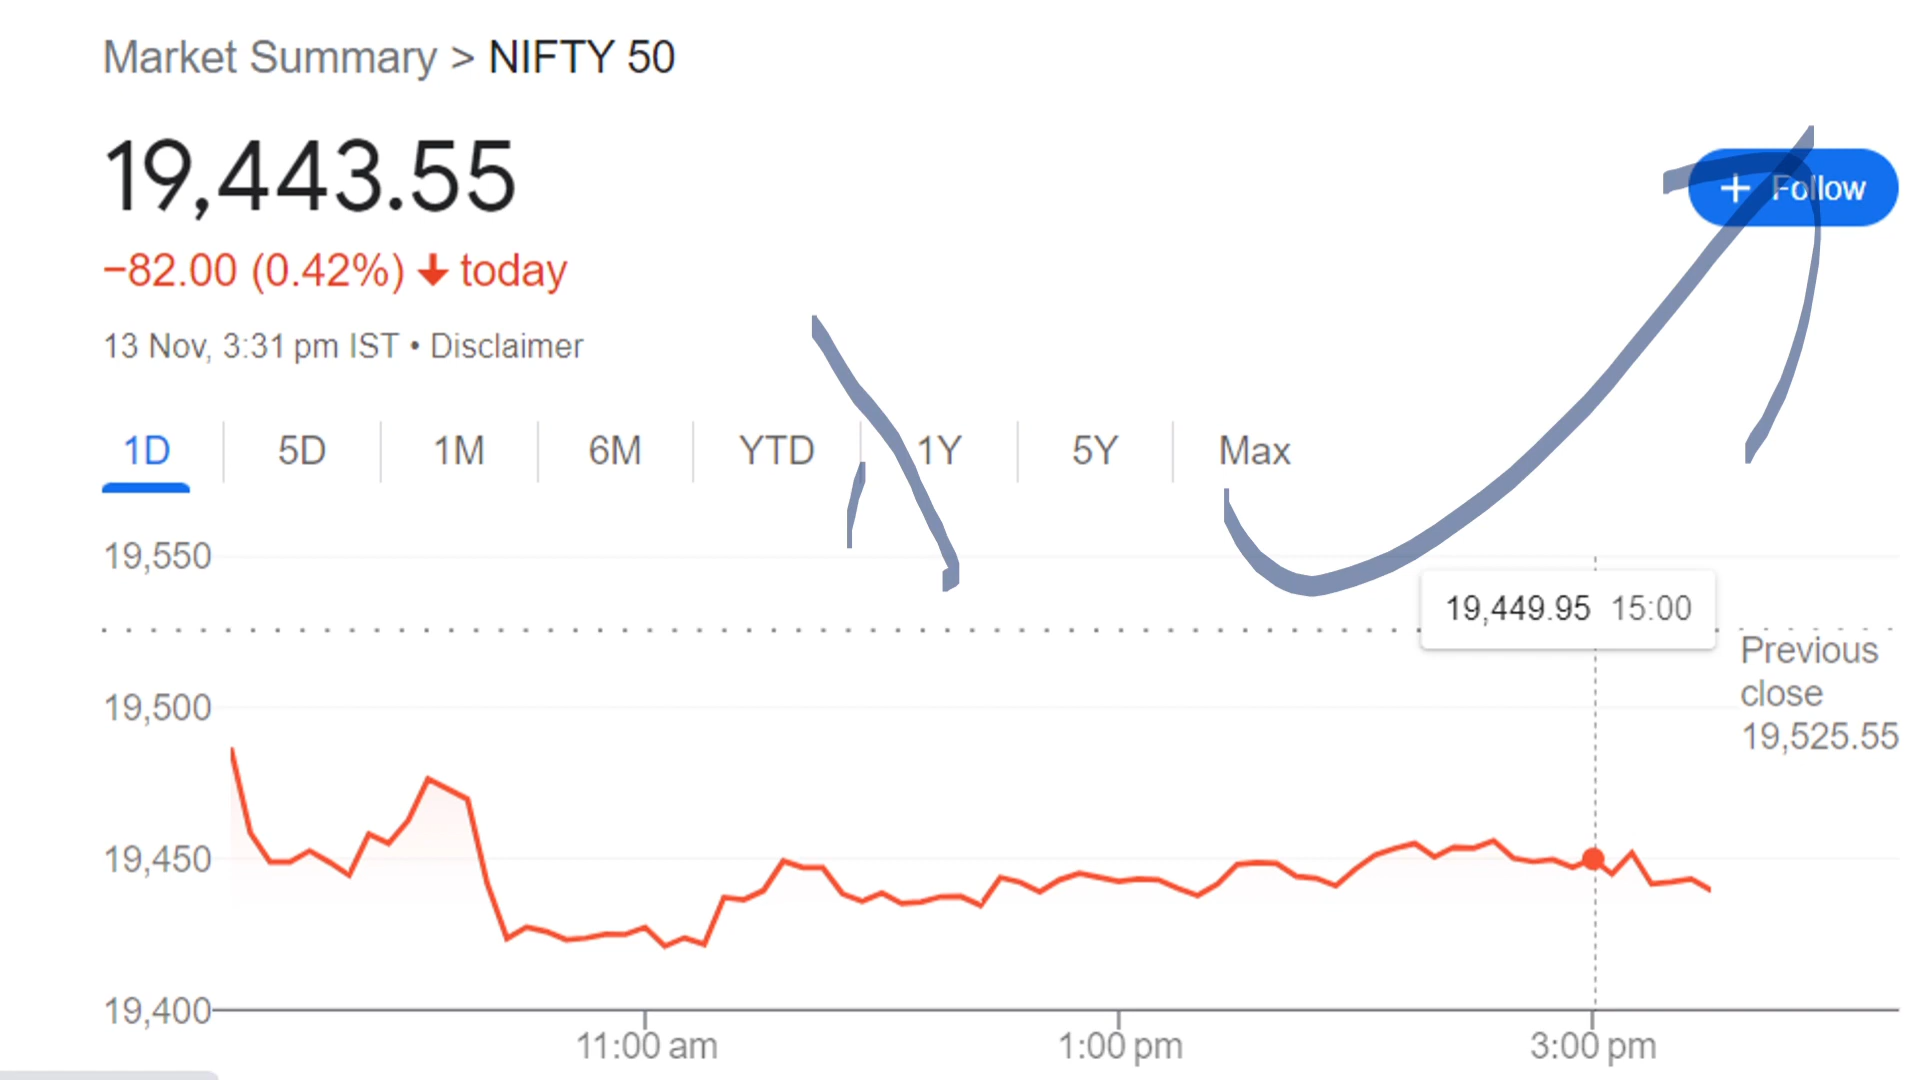 Market Summary > NIFTY 50
19,443.55
+ Follow
−82.00 (0.42%) ↓ today
13 Nov, 3:31 pm IST • Disclaimer
1D 5D 1M 6M YTD 1Y 5Y Max
19,550
19,449.95 15:00
Previous
close
19,525.55
19,500
19,450
19,400
11:00 am 1:00 pm 3:00 pm